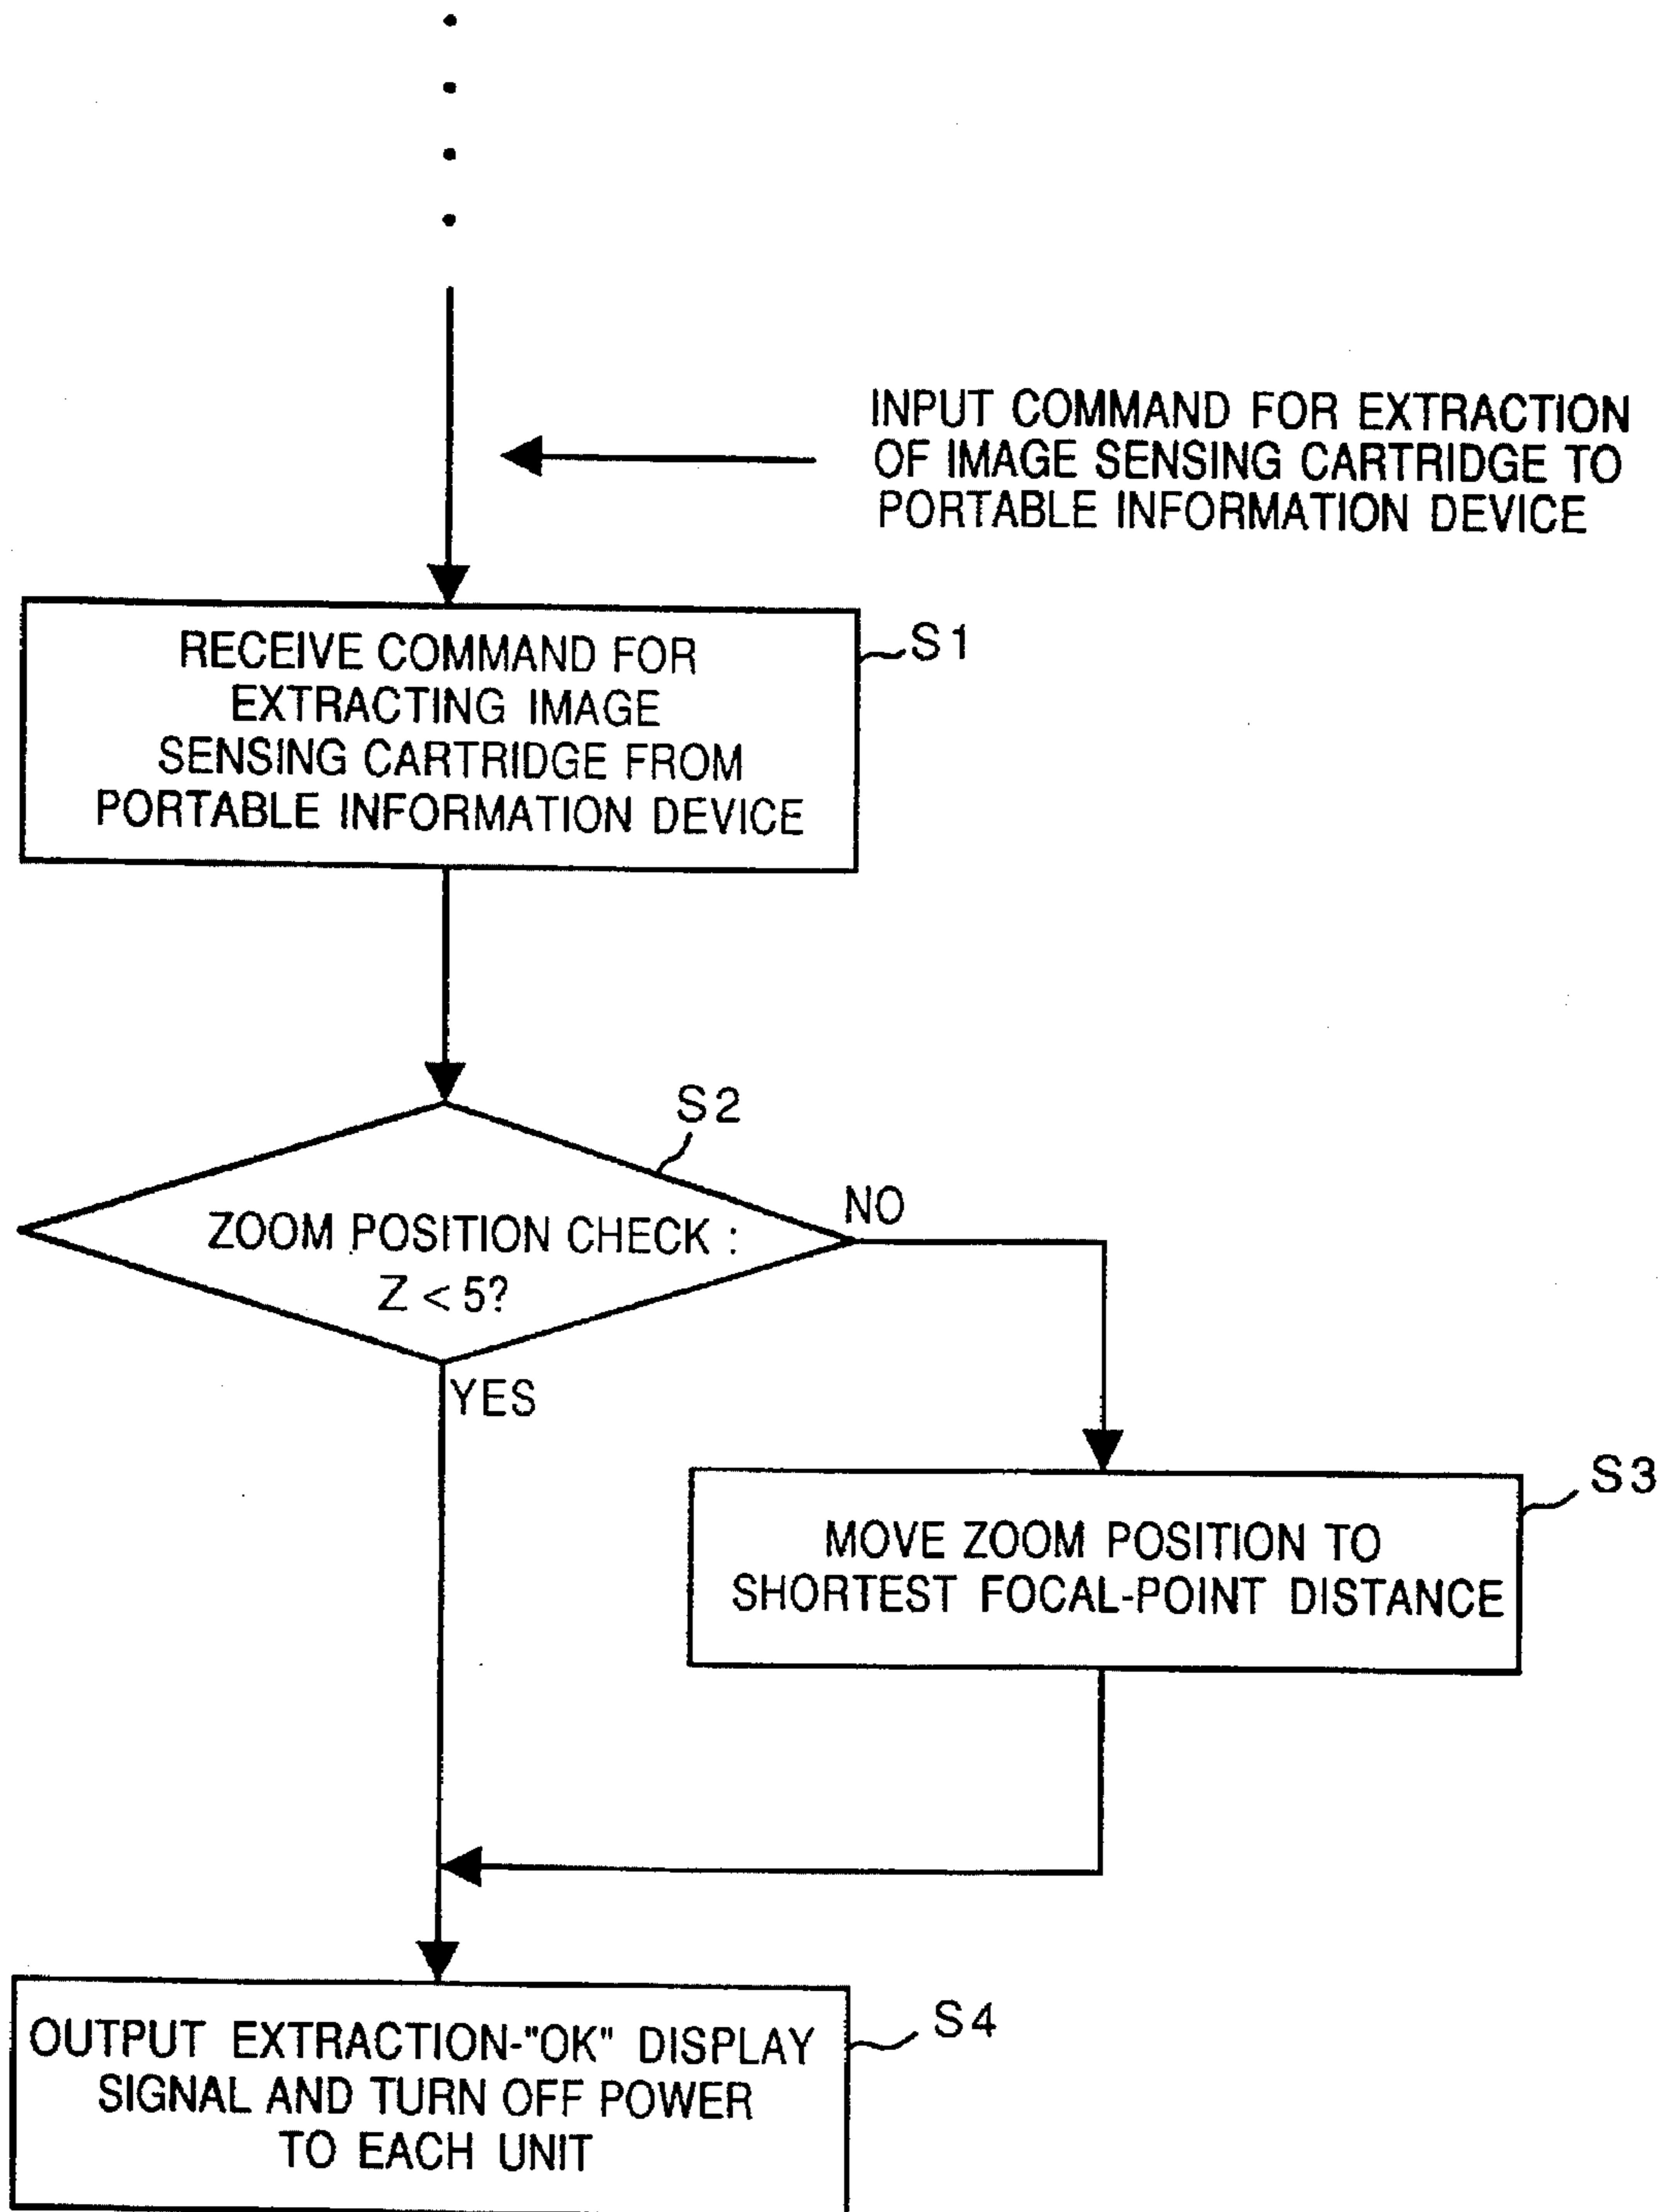 INPUT COMMAND FOR EXTRACTION
OF IMAGE SENSING CARTRIDGE TO
PORTABLE INFORMATION DEVICE
RECEIVE COMMAND FOR
EXTRACTING IMAGE
SENSING CARTRIDGE FROM
PORTABLE INFORMATION DEVICE
S1
S2
ZOOM POSITION CHECK :
Z < 5?
NO
YES
S3
MOVE ZOOM POSITION TO
SHORTEST FOCAL-POINT DISTANCE
S4
OUTPUT EXTRACTION-"OK" DISPLAY
SIGNAL AND TURN OFF POWER
TO EACH UNIT